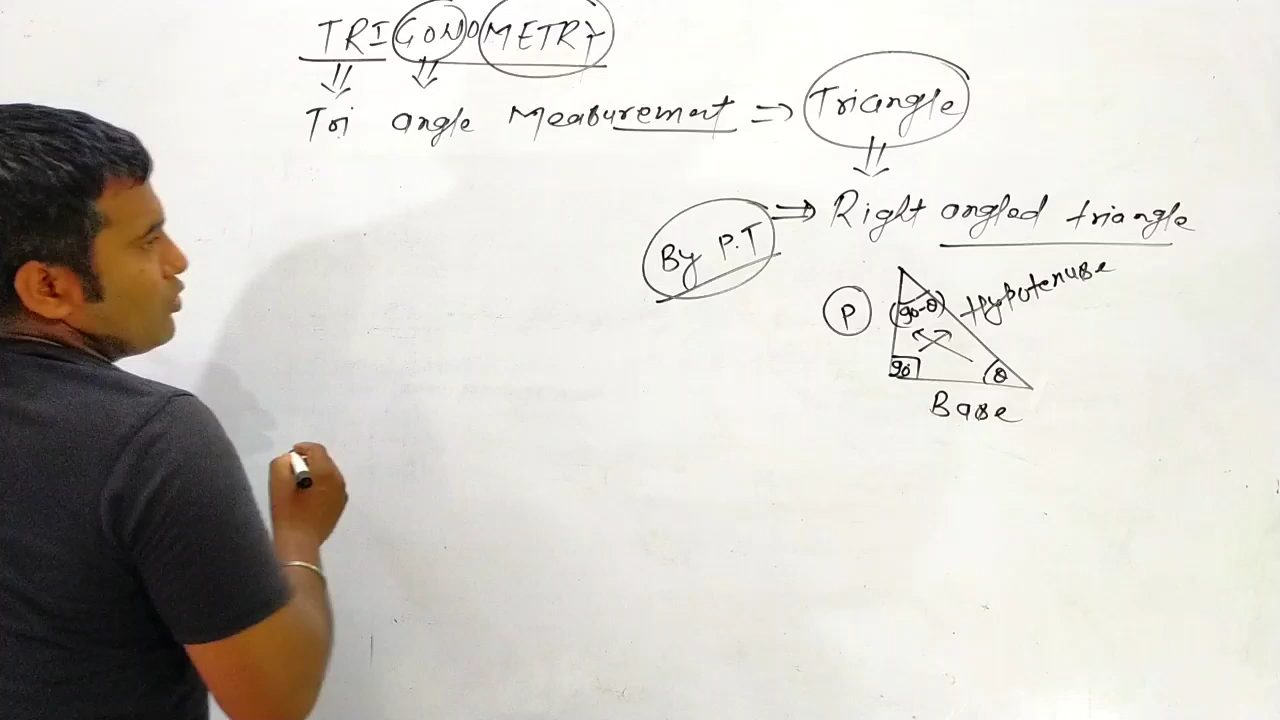 TRIGONOMETRY
Tri angle Measurement ⇒ Triangle
By P.T ⇒ Right angled triangle
P
(90-θ)
Hypotenuse
90
θ
Base